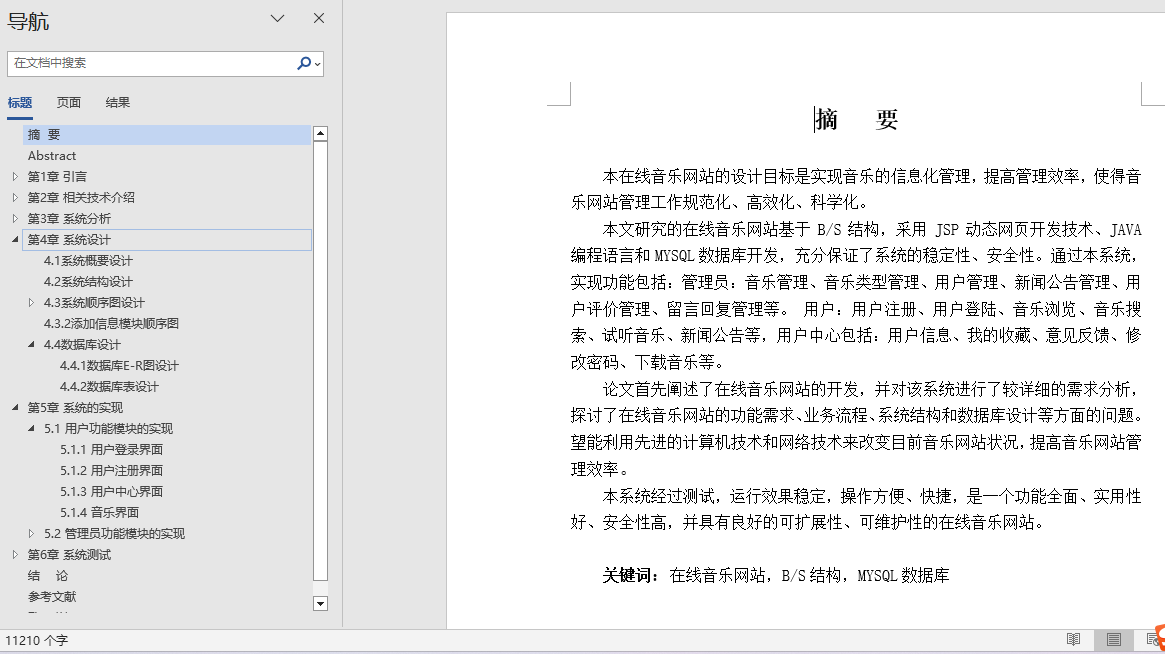 导航
在文档中搜索
标题 页面 结果
摘 要
Abstract
第1章 引言
第2章 相关技术介绍
第3章 系统分析
第4章 系统设计
4.1系统概要设计
4.2系统结构设计
4.3系统顺序图设计
4.3.2添加信息模块顺序图
4.4数据库设计
4.4.1数据库E-R图设计
4.4.2数据库表设计
第5章 系统的实现
5.1 用户功能模块的实现
5.1.1 用户登录界面
5.1.2 用户注册界面
5.1.3 用户中心界面
5.1.4 音乐界面
5.2 管理员功能模块的实现
第6章 系统测试
结 论
参考文献
摘 要
本在线音乐网站的设计目标是实现音乐的信息化管理，提高管理效率，使得音
乐网站管理工作规范化、高效化、科学化。
本文研究的在线音乐网站基于 B/S 结构，采用 JSP 动态网页开发技术、JAVA
编程语言和 MYSQL 数据库开发，充分保证了系统的稳定性、安全性。通过本系统，
实现功能包括：管理员：音乐管理、音乐类型管理、用户管理、新闻公告管理、用
户评价管理、留言回复管理等。 用户：用户注册、用户登陆、音乐浏览、音乐搜
索、试听音乐、新闻公告等，用户中心包括：用户信息、我的收藏、意见反馈、修
改密码、下载音乐等。
论文首先阐述了在线音乐网站的开发，并对该系统进行了较详细的需求分析，
探讨了在线音乐网站的功能需求、业务流程、系统结构和数据库设计等方面的问题。
望能利用先进的计算机技术和网络技术来改变目前音乐网站状况，提高音乐网站管
理效率。
本系统经过测试，运行效果稳定，操作方便、快捷，是一个功能全面、实用性
好、安全性高，并具有良好的可扩展性、可维护性的在线音乐网站。
关键词：在线音乐网站，B/S 结构，MYSQL 数据库
11210 个字